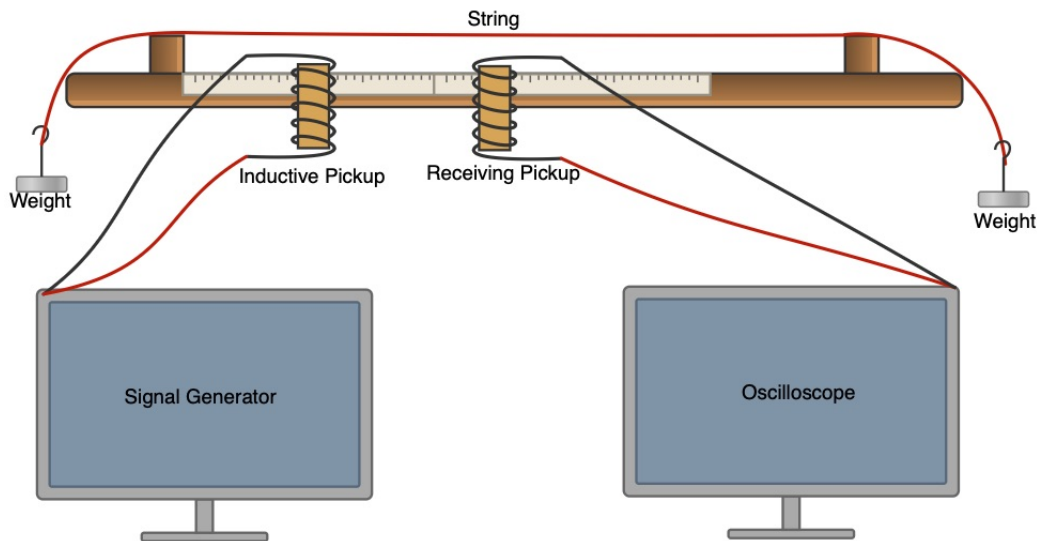 String
Inductive Pickup
Receiving Pickup
Weight
Weight
Signal Generator
Oscilloscope